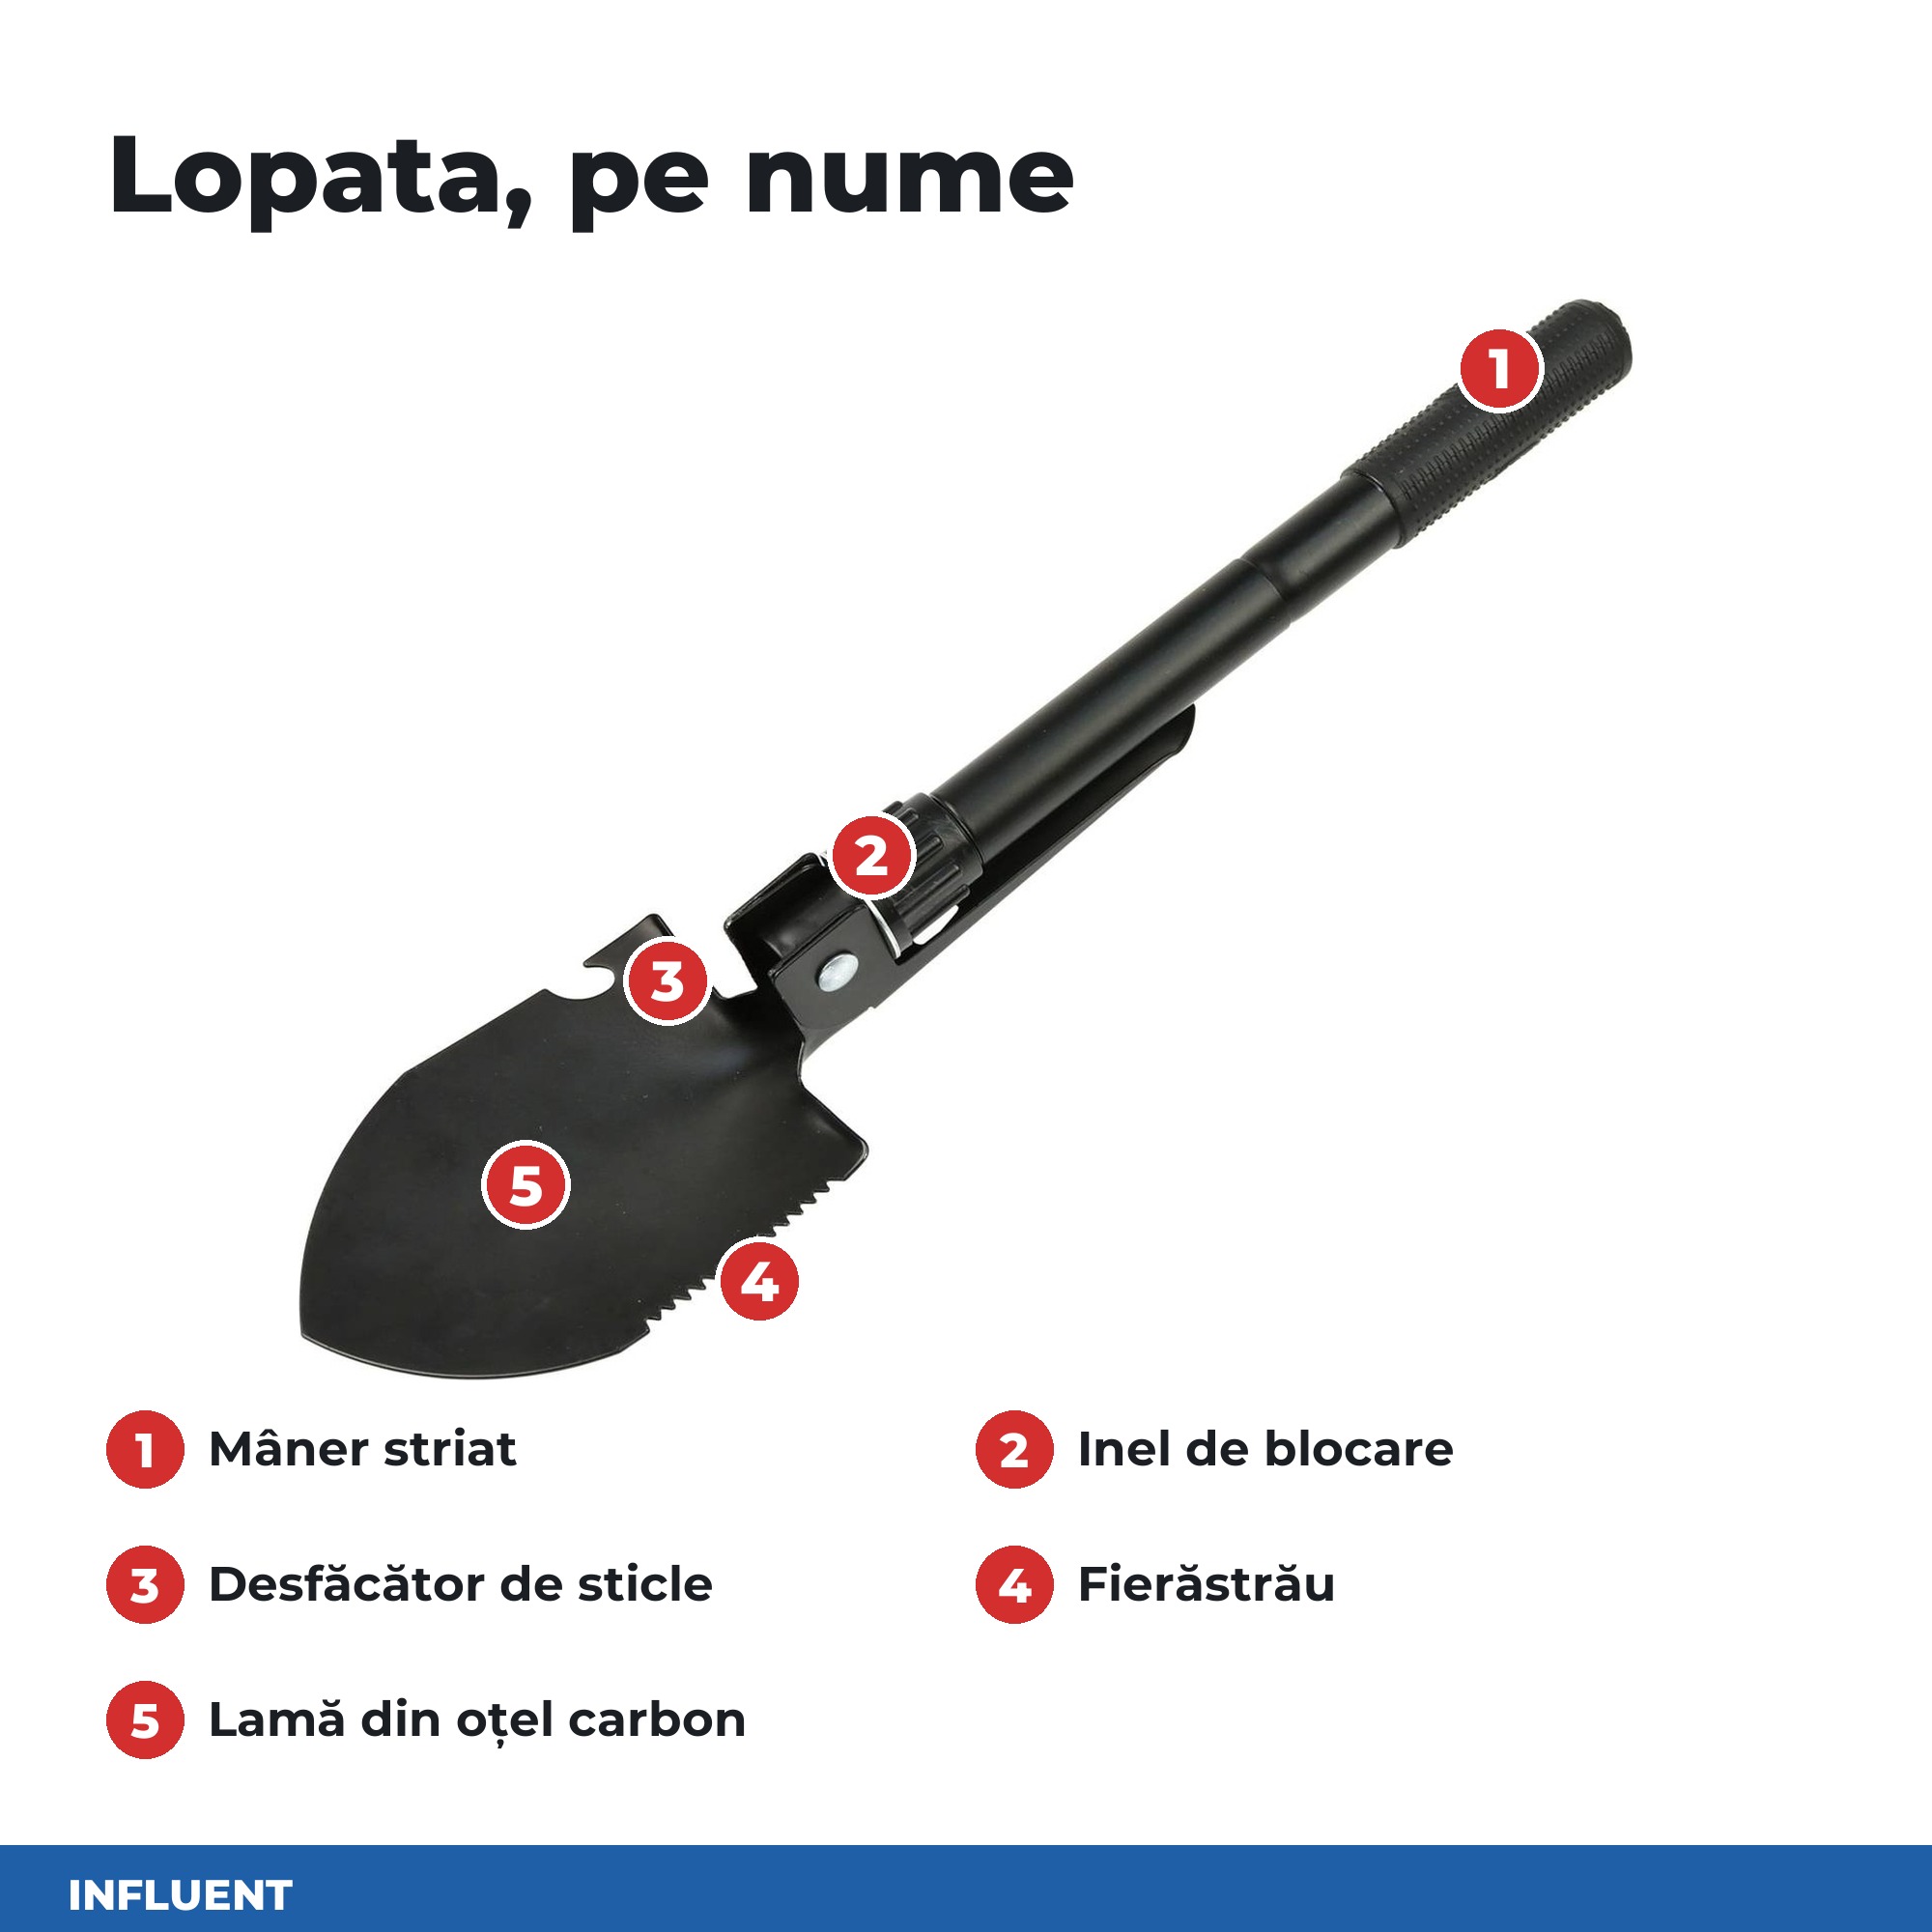 Lopata, pe nume
1
2
3
5
4
1 Mâner striat
2 Inel de blocare
3 Desfăcător de sticle
4 Fierăstrău
5 Lamă din oțel carbon
INFLUENT